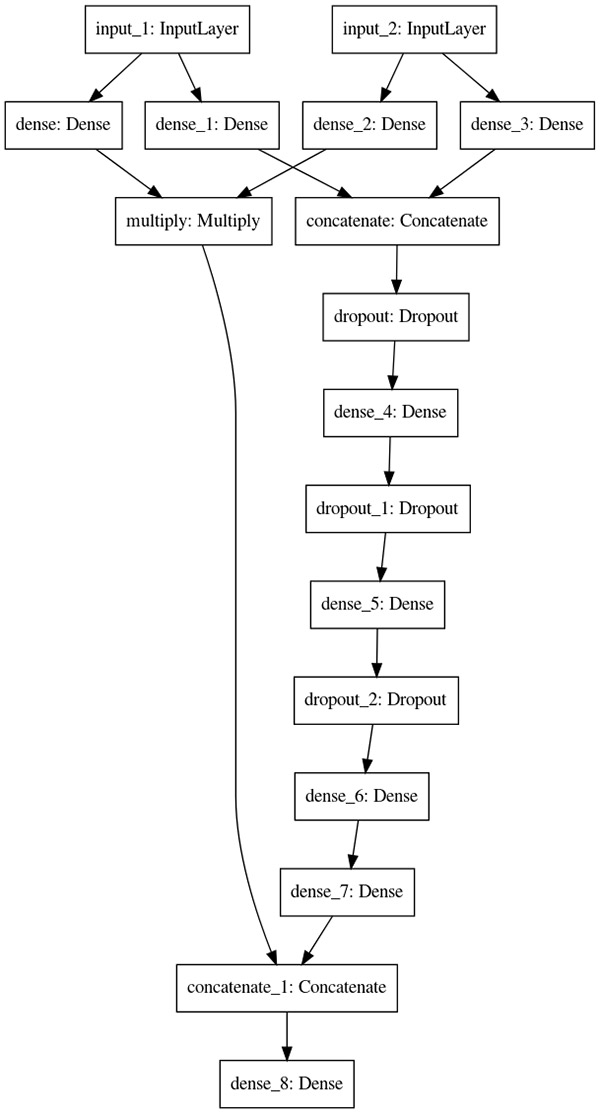 input_1: InputLayer
input_2: InputLayer
dense: Dense
dense_1: Dense
dense_2: Dense
dense_3: Dense
multiply: Multiply
concatenate: Concatenate
dropout: Dropout
dense_4: Dense
dropout_1: Dropout
dense_5: Dense
dropout_2: Dropout
dense_6: Dense
dense_7: Dense
concatenate_1: Concatenate
dense_8: Dense